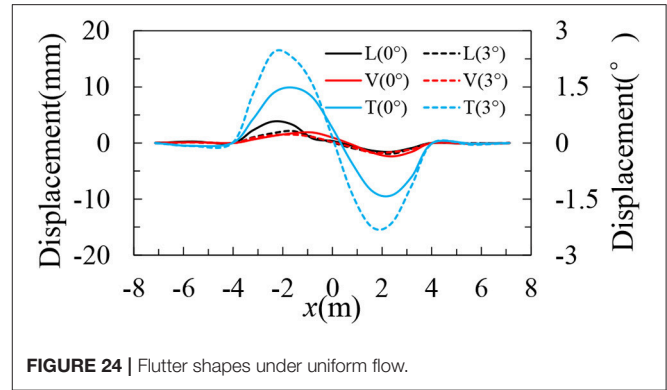 20
10
0
-10
-20
Displacement(mm)
3
1.5
0
-1.5
-3
Displacement(°)
L(0°) L(3°)
V(0°) V(3°)
T(0°) T(3°)
-8 -6 -4 -2 0 2 4 6 8
x(m)
FIGURE 24 | Flutter shapes under uniform flow.